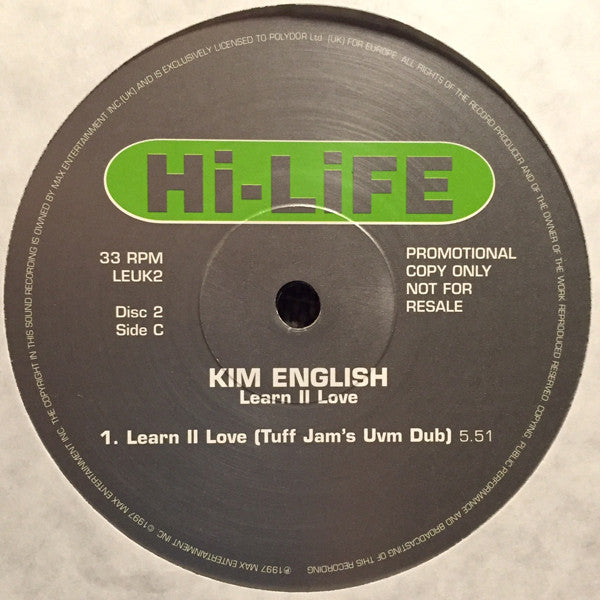 THE COPYRIGHT IN THIS SOUND RECORDING IS OWNED BY MAX ENTERTAINMENT INC (UK) AND IS EXCLUSIVELY LICENSED TO POLYDOR Ltd. (UK) FOR EUROPE. ALL RIGHTS OF THE RECORD PRODUCER AND OF THE OWNER OF THE WORK REPRODUCED RESERVED. COPYING, PUBLIC PERFORMANCE AND BROADCASTING OF THIS RECORDING
Hi-LiFE
33 RPM
LEUK2
PROMOTIONAL
COPY ONLY
NOT FOR
RESALE
Disc 2
Side C
KIM ENGLISH
Learn II Love
1. Learn II Love (Tuff Jam's Uvm Dub) 5.51
℗1997 MAX ENTERTAINMENT INC. ©1997 MAX ENTERTAINMENT INC.